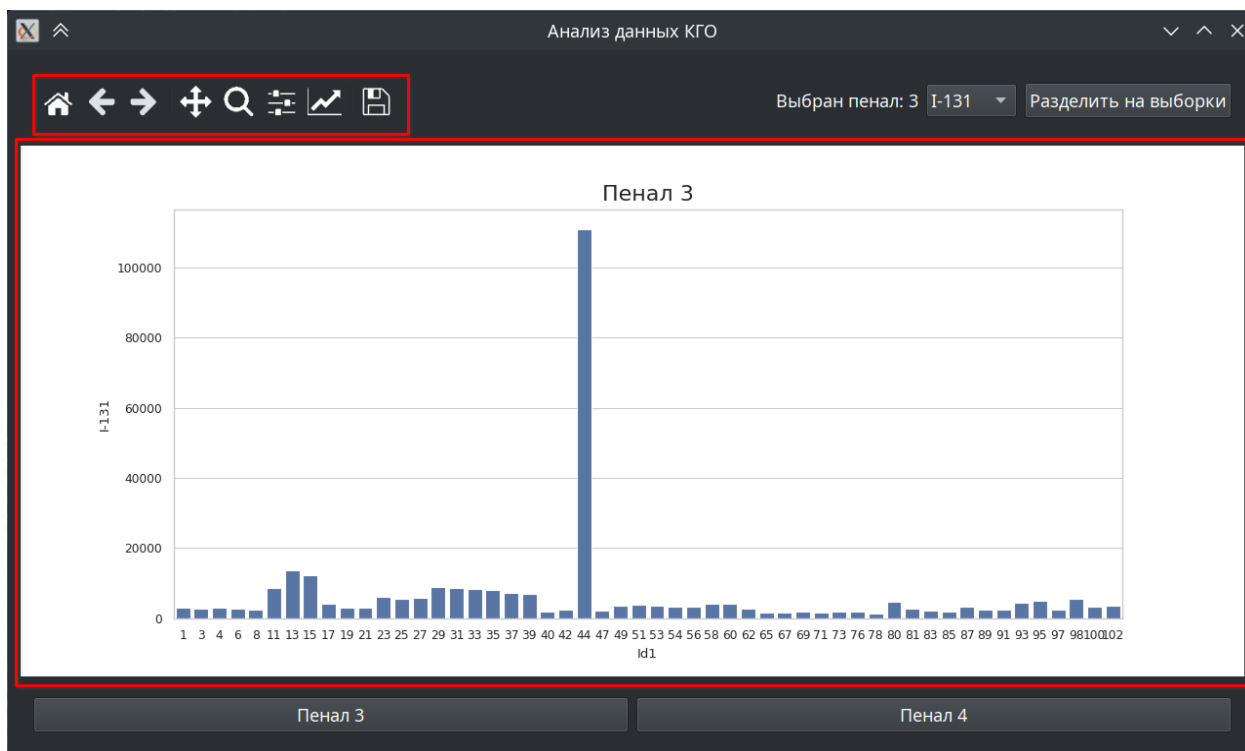 Анализ данных КГО
Выбран пенал: 3 I-131 Разделить на выборки
Пенал 3
100000
80000
60000
40000
20000
0
I-131
1 3 4 6 8 11 13 15 17 19 21 23 25 27 29 31 33 35 37 39 40 42 44 47 49 51 53 54 56 58 60 62 65 67 69 71 73 76 78 80 81 83 85 87 89 91 93 95 97 98 100 102
Id1
Пенал 3 Пенал 4